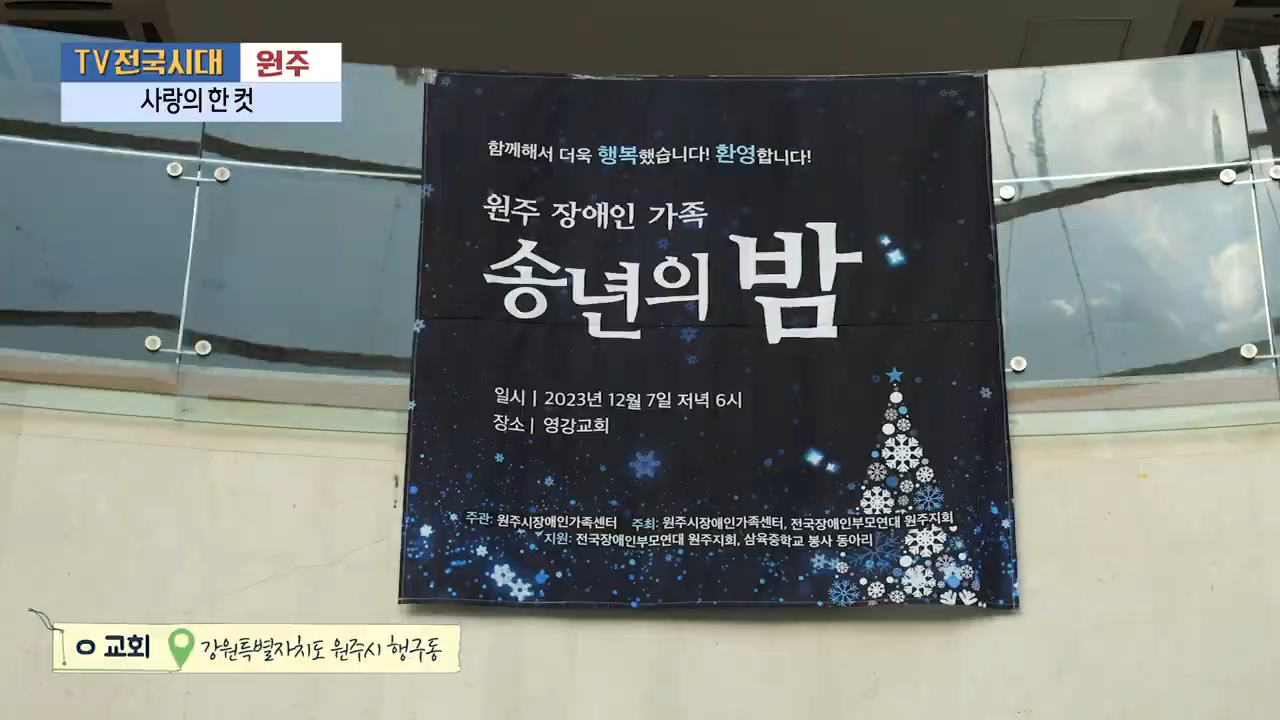 TV전국시대 원주
사랑의 한 컷
함께해서 더욱 행복했습니다! 환영합니다!
원주 장애인 가족
송년의 밤
일시 | 2023년 12월 7일 저녁 6시
장소 | 영강교회
주관: 원주시장애인가족센터 주최: 원주시장애인가족센터, 전국장애인부모연대 원주지회
지원: 전국장애인부모연대 원주지회, 삼육중학교 봉사 동아리
ㅇ 교회 강원특별자치도 원주시 행구동